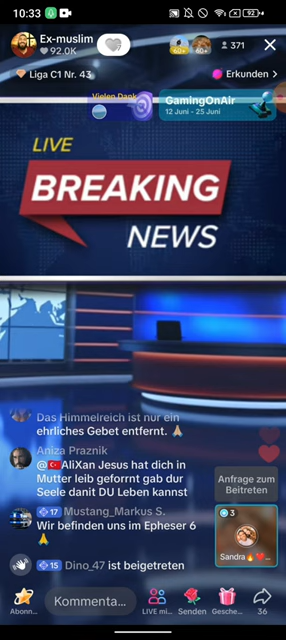 10:33
92
Ex-muslim
92.0K
60+
60+
371
Liga C1 Nr. 43
Erkunden >
Vielen Dank
GamingOnAir
12 Juni - 25 Juni
LIVE
BREAKING
NEWS
Das Himmelreich ist nur ein
ehrliches Gebet entfernt. 🙏
Aniza Praznik
@🇹🇷AliXan Jesus hat dich in
Mutter leib geforrnt gab dur
Seele danit DU Leben kannst
17 Mustang_Markus S.
Wir befinden uns im Epheser 6
🙏
15 Dino_47 ist beigetreten
Anfrage zum
Beitreten
3
Sandra🔥❤️...
Abonn...
Kommenta...
LIVE mi...
Senden
Gesche...
36